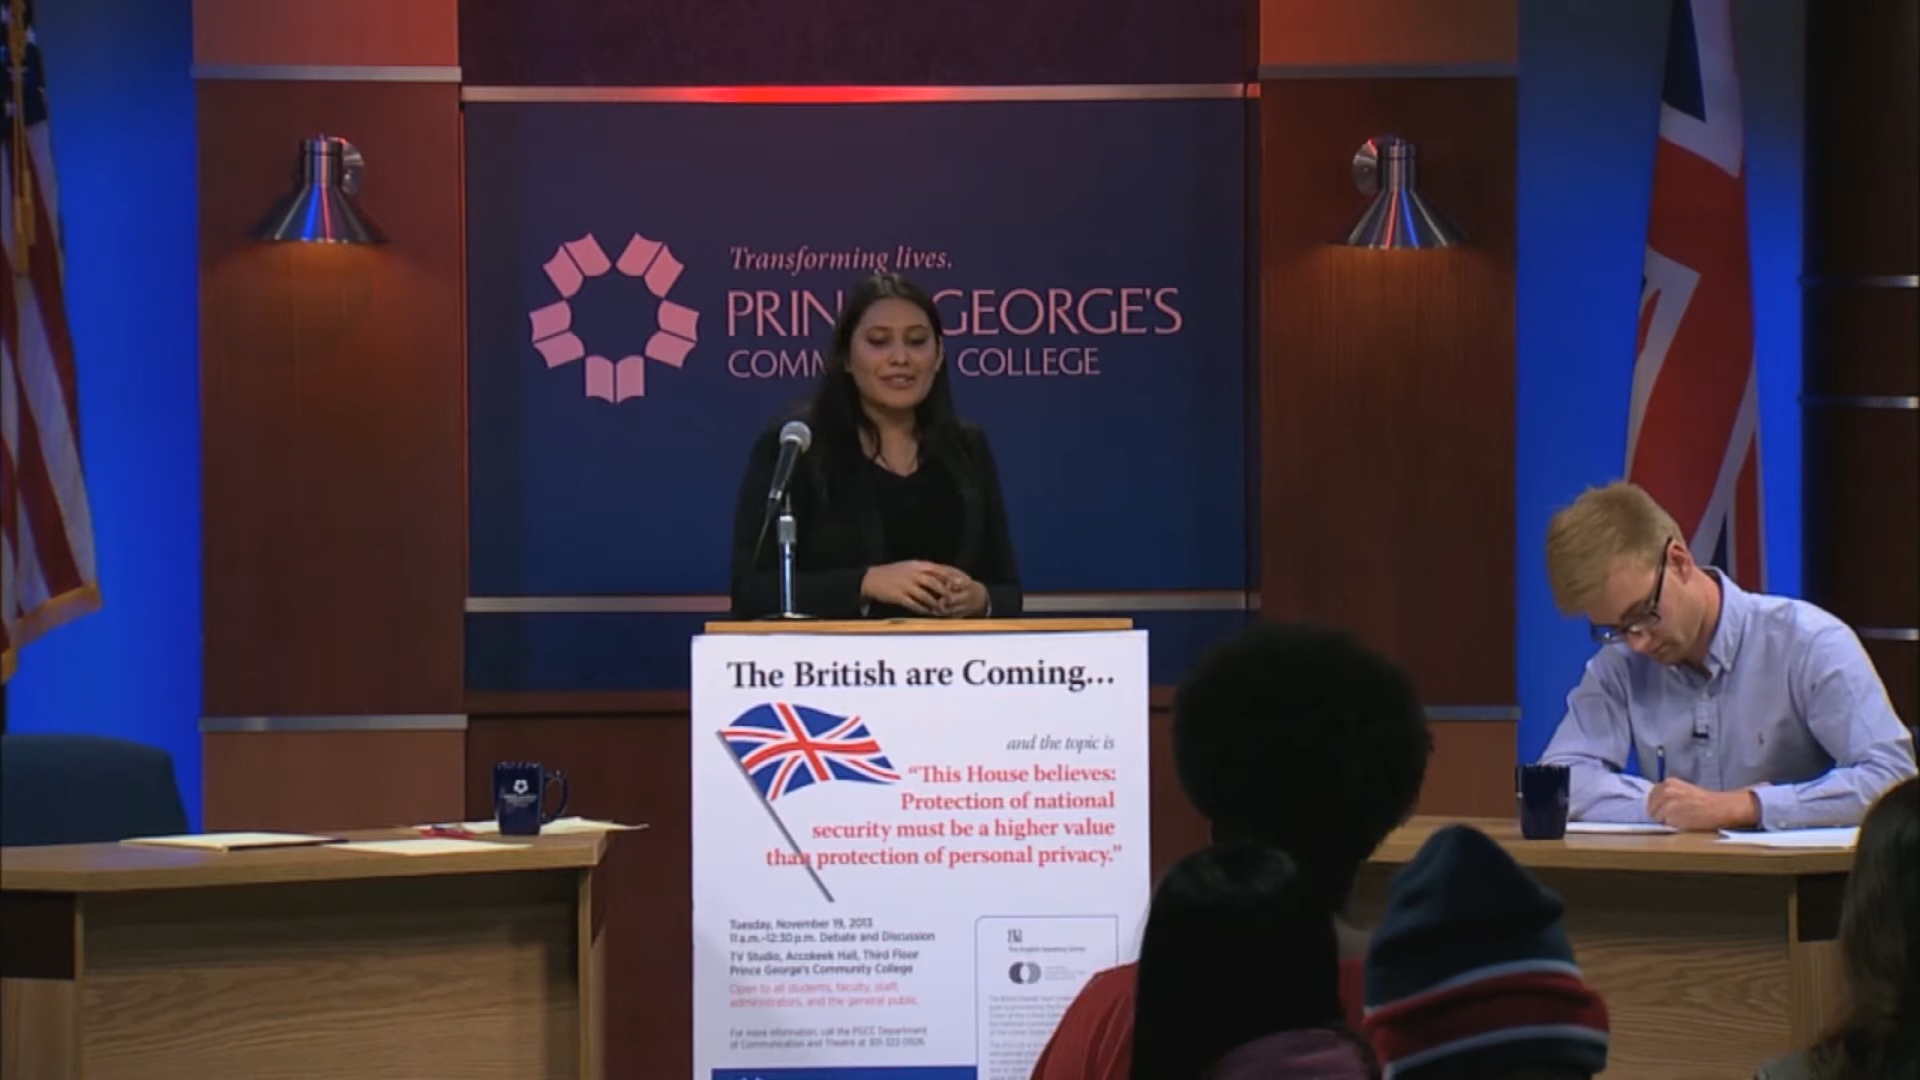 Transforming lives.
PRIN GEORGE'S
COMM COLLEGE
The British are Coming...
and the topic is
"This House believes:
Protection of national
security must be a higher value
than protection of personal privacy."
Tuesday, November 19, 2013
11 a.m.-12:30 p.m. Debate and Discussion
TV Studio, Accokeek Hall, Third Floor
Prince George's Community College
Open to all students, faculty, staff,
administrators, and the general public.
For more information, call the PGCC Department
of Communication and Theatre at 301-322-0926.